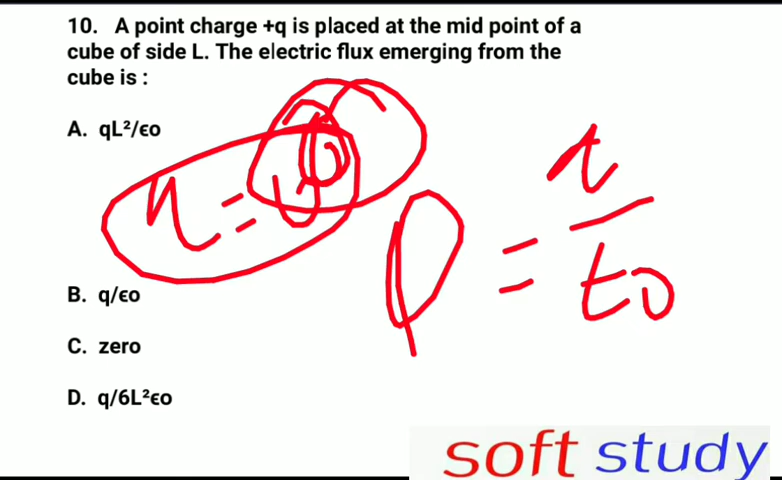 10. A point charge +q is placed at the mid point of a
cube of side L. The electric flux emerging from the
cube is :
A. qL²/ϵo
B. q/ϵo
C. zero
D. q/6L²ϵo
soft study